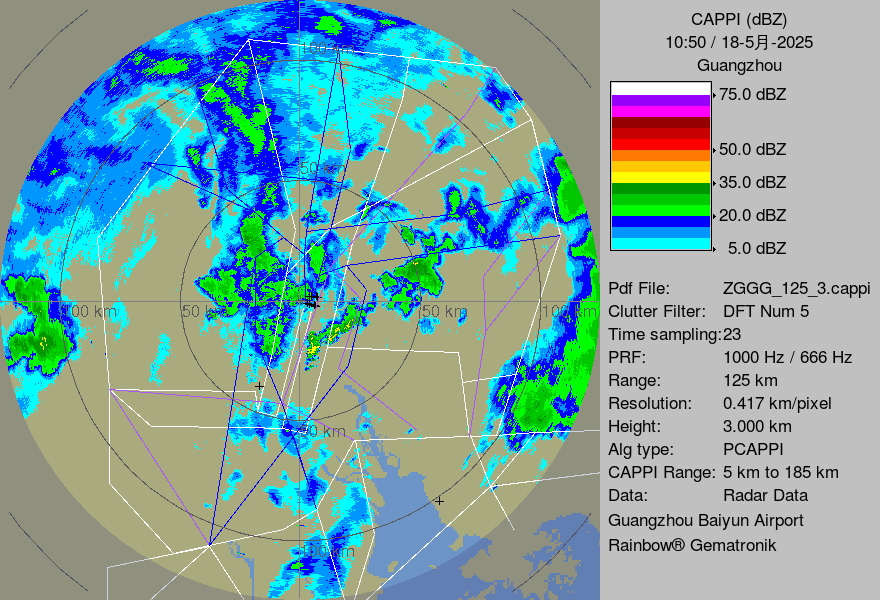 CAPPI (dBZ)
10:50 / 18-5月-2025
Guangzhou
75.0 dBZ
50.0 dBZ
35.0 dBZ
20.0 dBZ
5.0 dBZ
Pdf File: ZGGG_125_3.cappi
Clutter Filter: DFT Num 5
Time sampling:23
PRF: 1000 Hz / 666 Hz
Range: 125 km
Resolution: 0.417 km/pixel
Height: 3.000 km
Alg type: PCAPPI
CAPPI Range: 5 km to 185 km
Data: Radar Data
Guangzhou Baiyun Airport
Rainbow® Gematronik
100 km
50 km
100 km
50 km
50 km
100 km
50 km
100 km